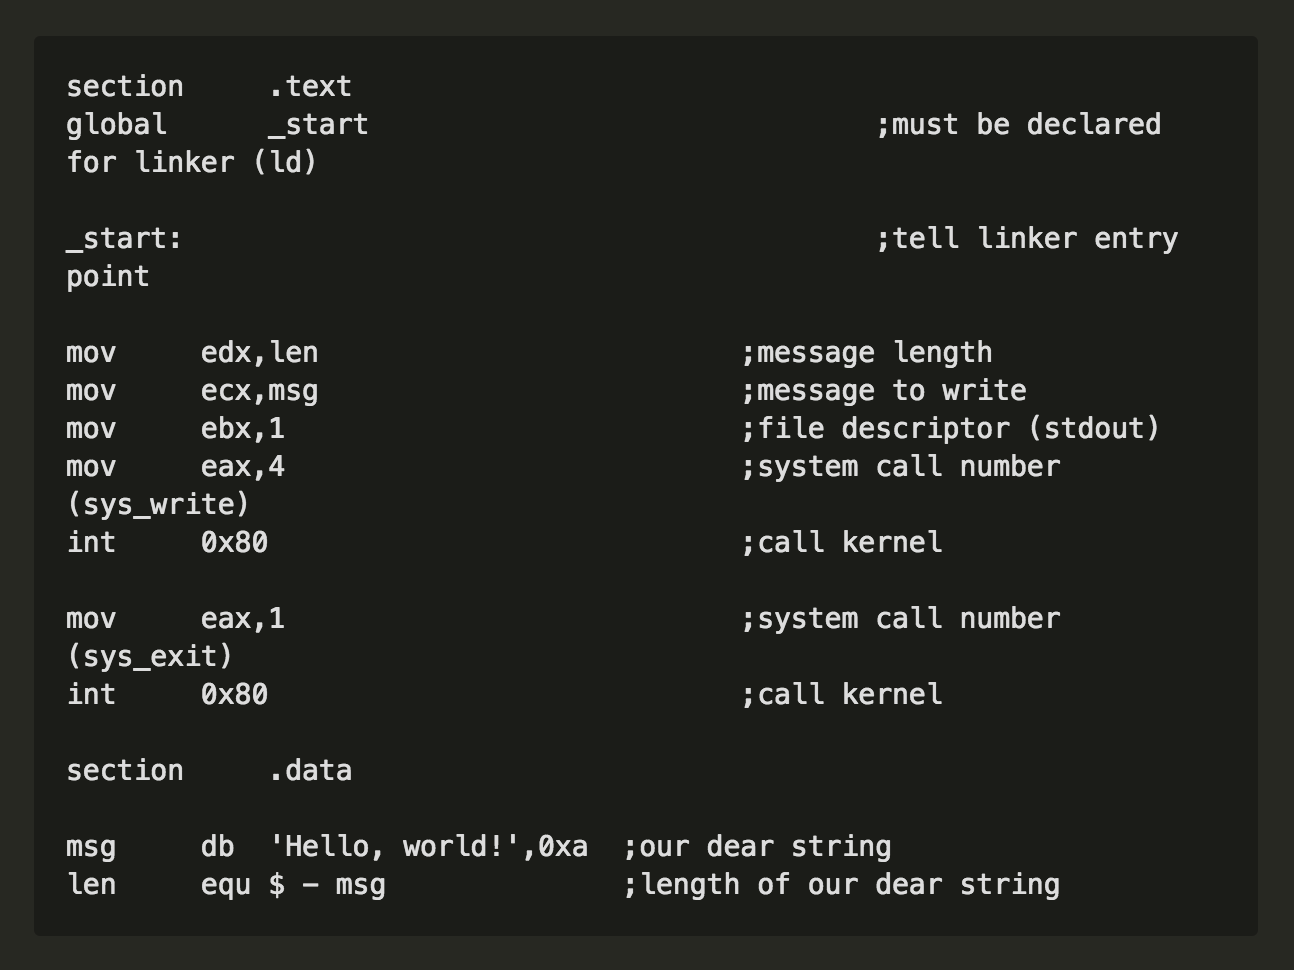 section     .text
global      _start                              ;must be declared
for linker (ld)

_start:                                         ;tell linker entry
point

mov     edx,len                         ;message length
mov     ecx,msg                         ;message to write
mov     ebx,1                           ;file descriptor (stdout)
mov     eax,4                           ;system call number
(sys_write)
int     0x80                            ;call kernel

mov     eax,1                           ;system call number
(sys_exit)
int     0x80                            ;call kernel

section     .data

msg     db  'Hello, world!',0xa  ;our dear string
len     equ $ - msg              ;length of our dear string